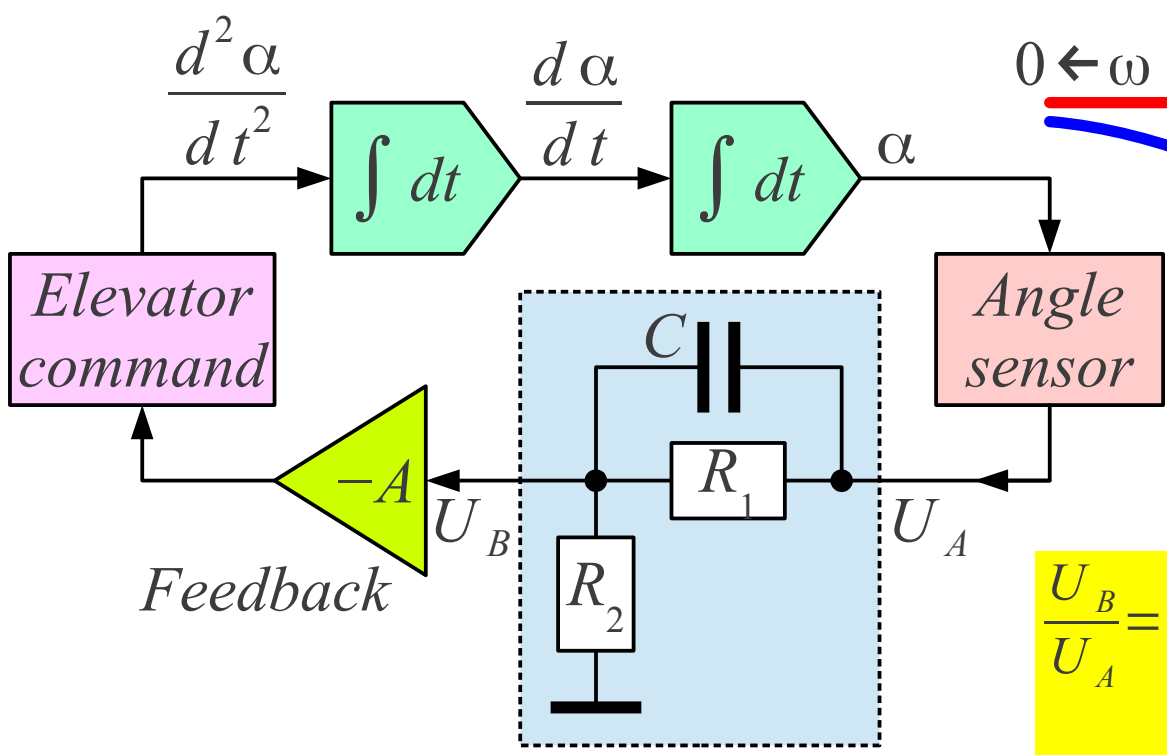 d²α
dt²
∫ dt
dα
dt
∫ dt
α
0 ← ω
Elevator
command
Angle
sensor
C
R₁
−A
U_B
U_A
Feedback
R₂
U_B
U_A
=